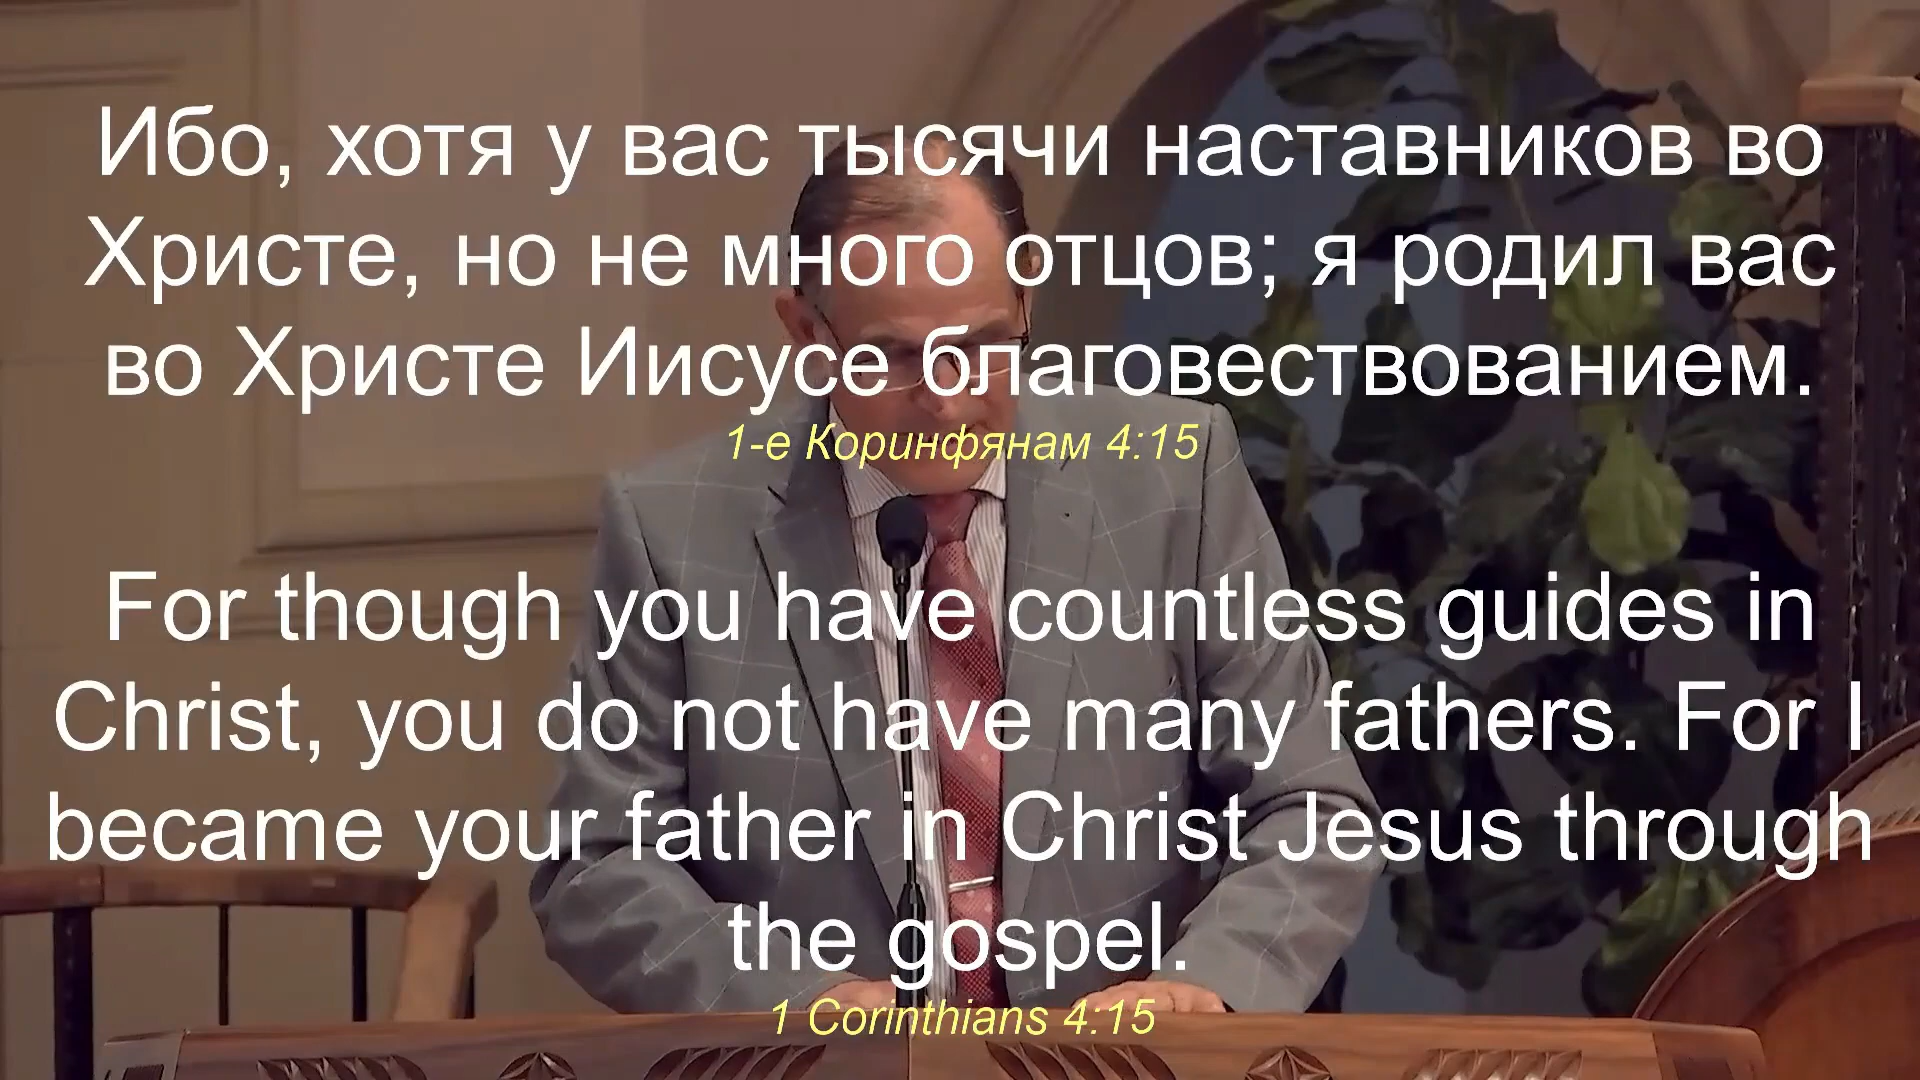 Ибо, хотя у вас тысячи наставников во
Христе, но не много отцов; я родил вас
во Христе Иисусе благовествованием.
1-е Коринфянам 4:15
For though you have countless guides in
Christ, you do not have many fathers. For I
became your father in Christ Jesus through
the gospel.
1 Corinthians 4:15